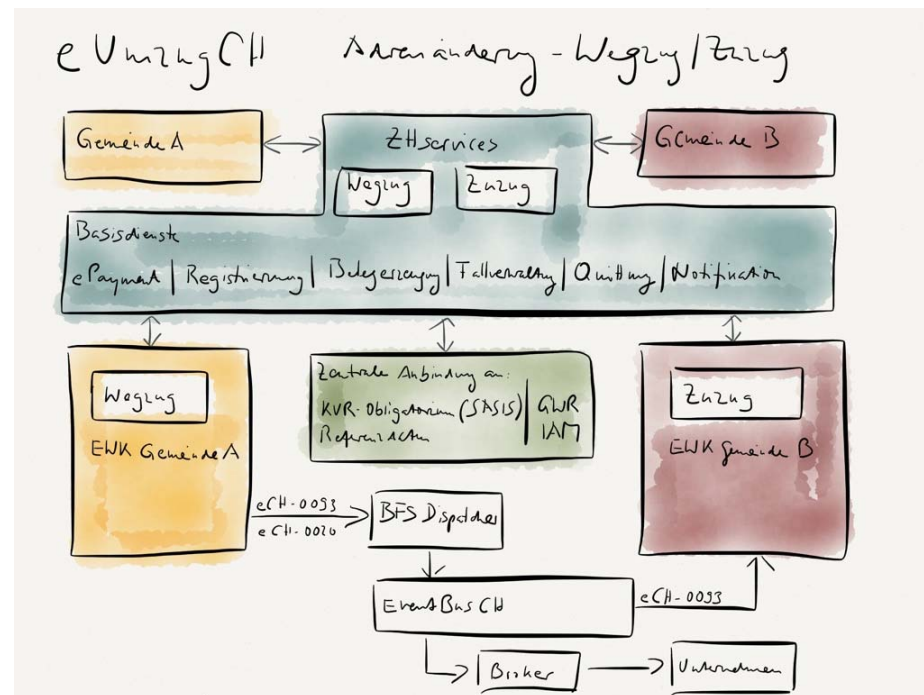 eUmzugCH Adressänderung - Wegzug/Zuzug
Gemeinde A
ZHservices
Gemeinde B
Wegzug
Zuzug
Basisdienste
ePayment | Registrierung | Belegerzeugung | Fallverwaltung | Quittung | Notifination
Wegzug
EWK Gemeinde A
Zentrale Anbindung an:
KVR-Obligatorium (SASIS)
Referenzdaten
GWR
IAM
Zuzug
EWK Gemeinde B
eCH-0093
eCH-0020
BFS Dispatcher
EventBus CH
eCH-0093
Broker
Unternehmen